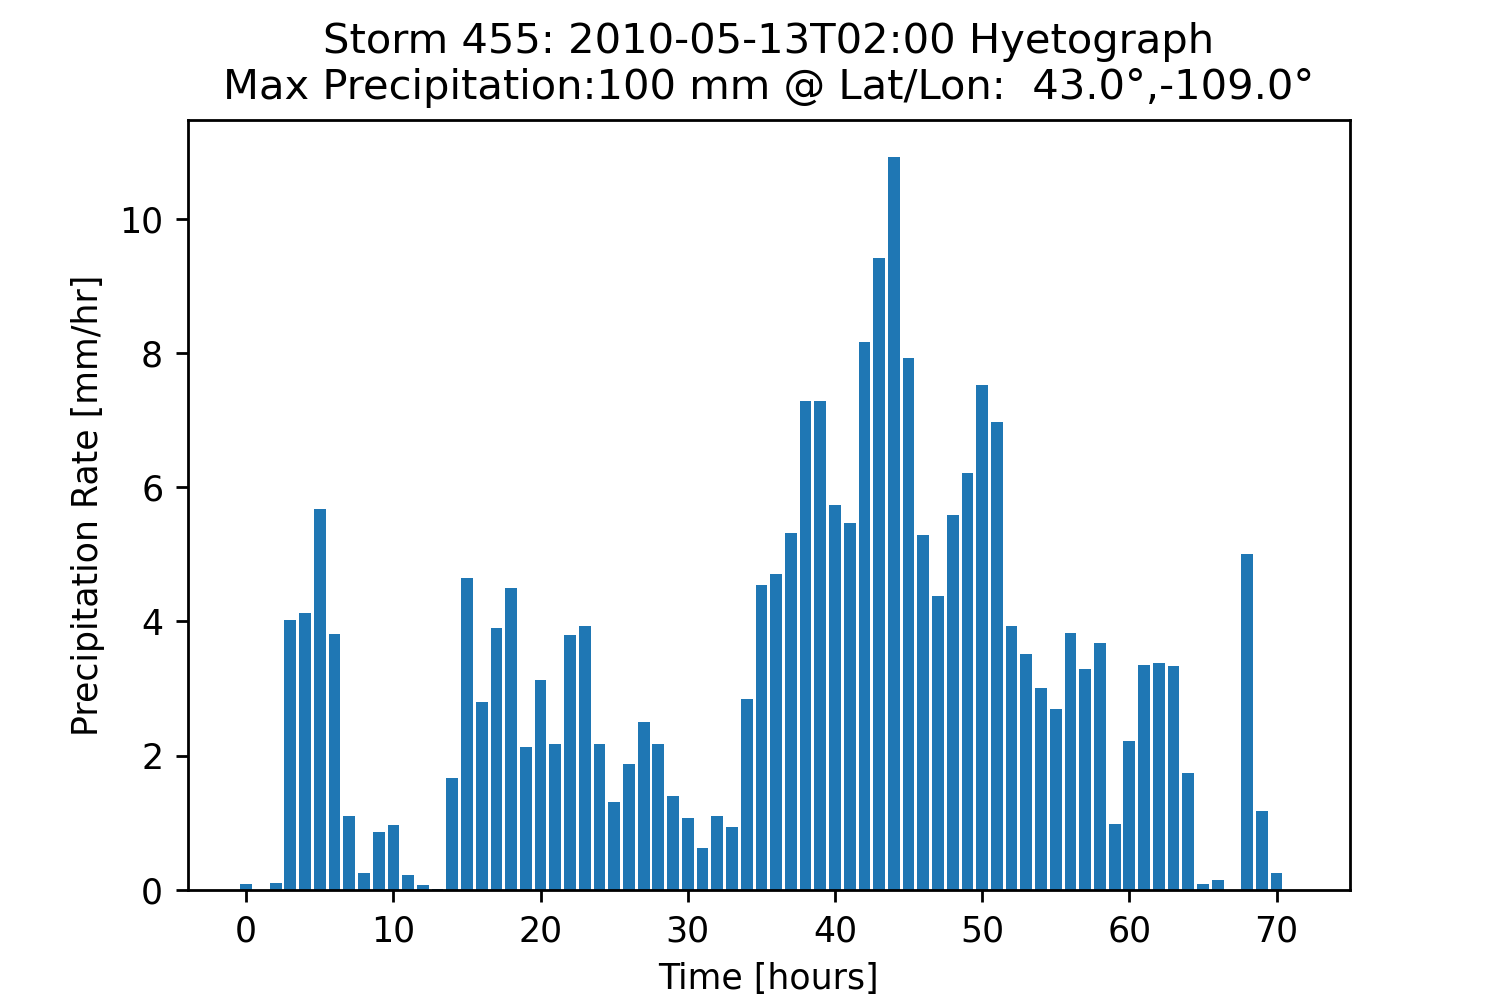 Storm 455: 2010-05-13T02:00 Hyetograph
Max Precipitation:100 mm @ Lat/Lon:  43.0°,-109.0°
10
8
6
4
2
0
Precipitation Rate [mm/hr]
0 10 20 30 40 50 60 70
Time [hours]